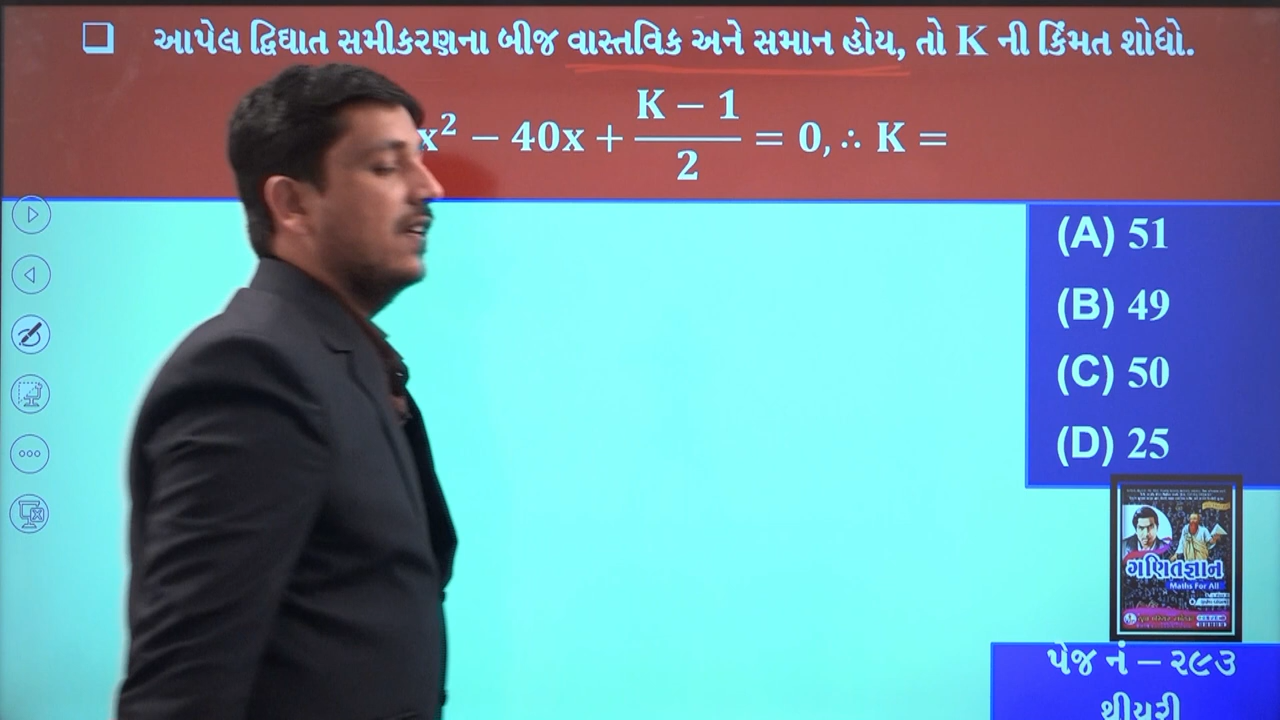 ❑ આપેલ દ્વિઘાત સમીકરણના બીજ વાસ્તવિક અને સમાન હોય, તો K ની કિંમત શોધો.
x² − 40x + (K − 1)/2 = 0, ∴ K =
(A) 51
(B) 49
(C) 50
(D) 25
ગણિતજ્ઞાન
Maths For All
પેજ નં – ૨૯૩
થીયરી